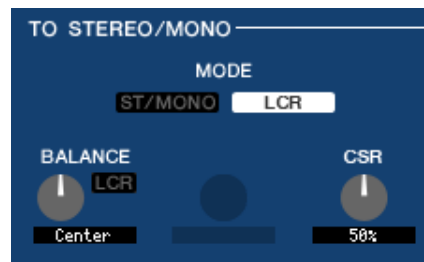 TO STEREO/MONO
MODE
ST/MONO LCR
BALANCE CSR
LCR
Center 50%